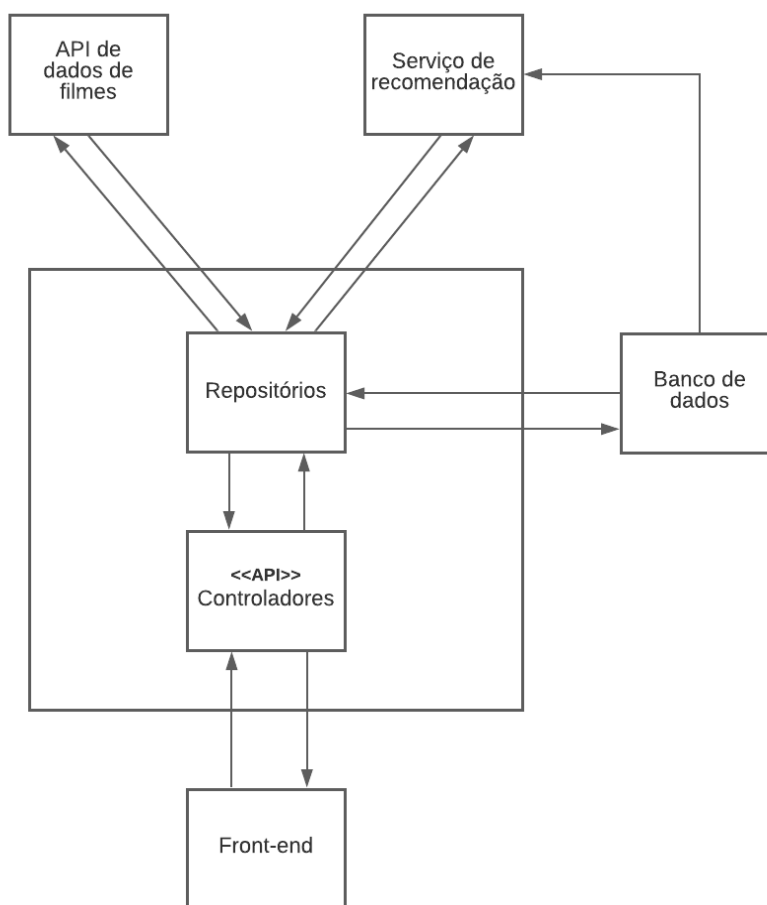 API de
dados de
filmes
Serviço de
recomendação
Repositórios
Banco de
dados
<<API>>
Controladores
Front-end